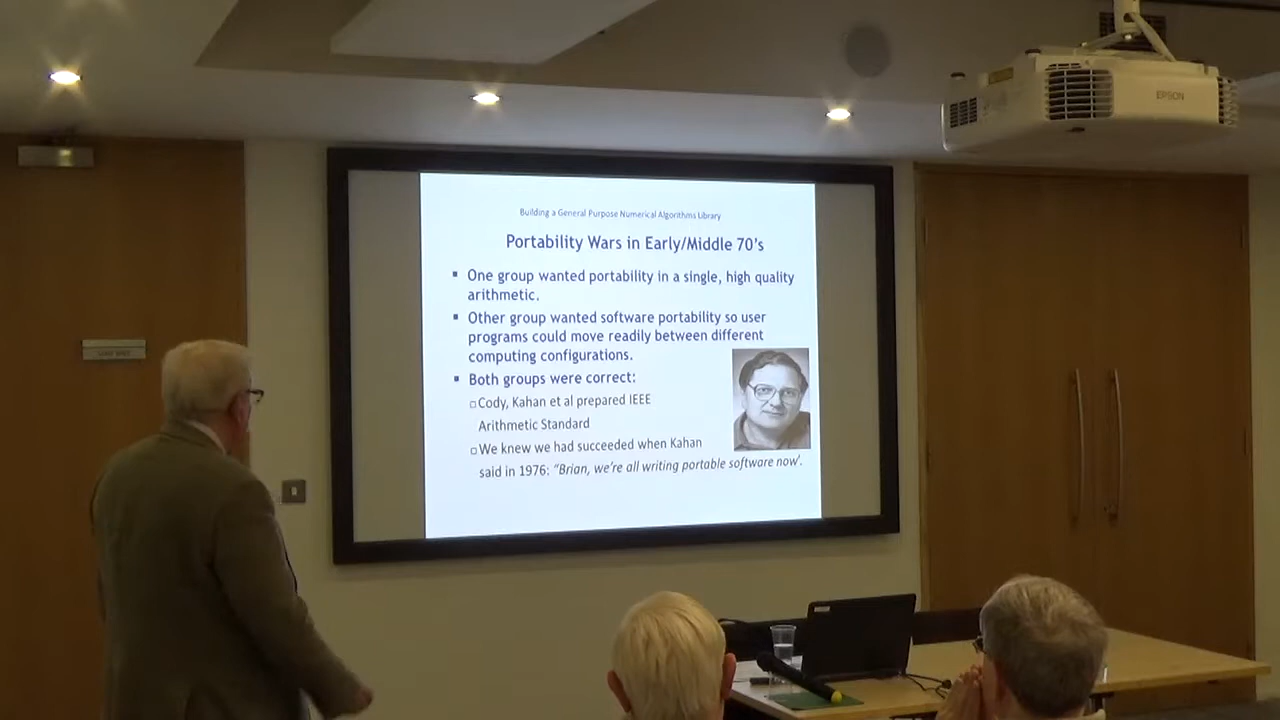 EPSON
Building a General Purpose Numerical Algorithms Library
Portability Wars in Early/Middle 70's
▪ One group wanted portability in a single, high quality
arithmetic.
▪ Other group wanted software portability so user
programs could move readily between different
computing configurations.
▪ Both groups were correct:
▫Cody, Kahan et al prepared IEEE
Arithmetic Standard
▫We knew we had succeeded when Kahan
said in 1976: “Brian, we’re all writing portable software now’.